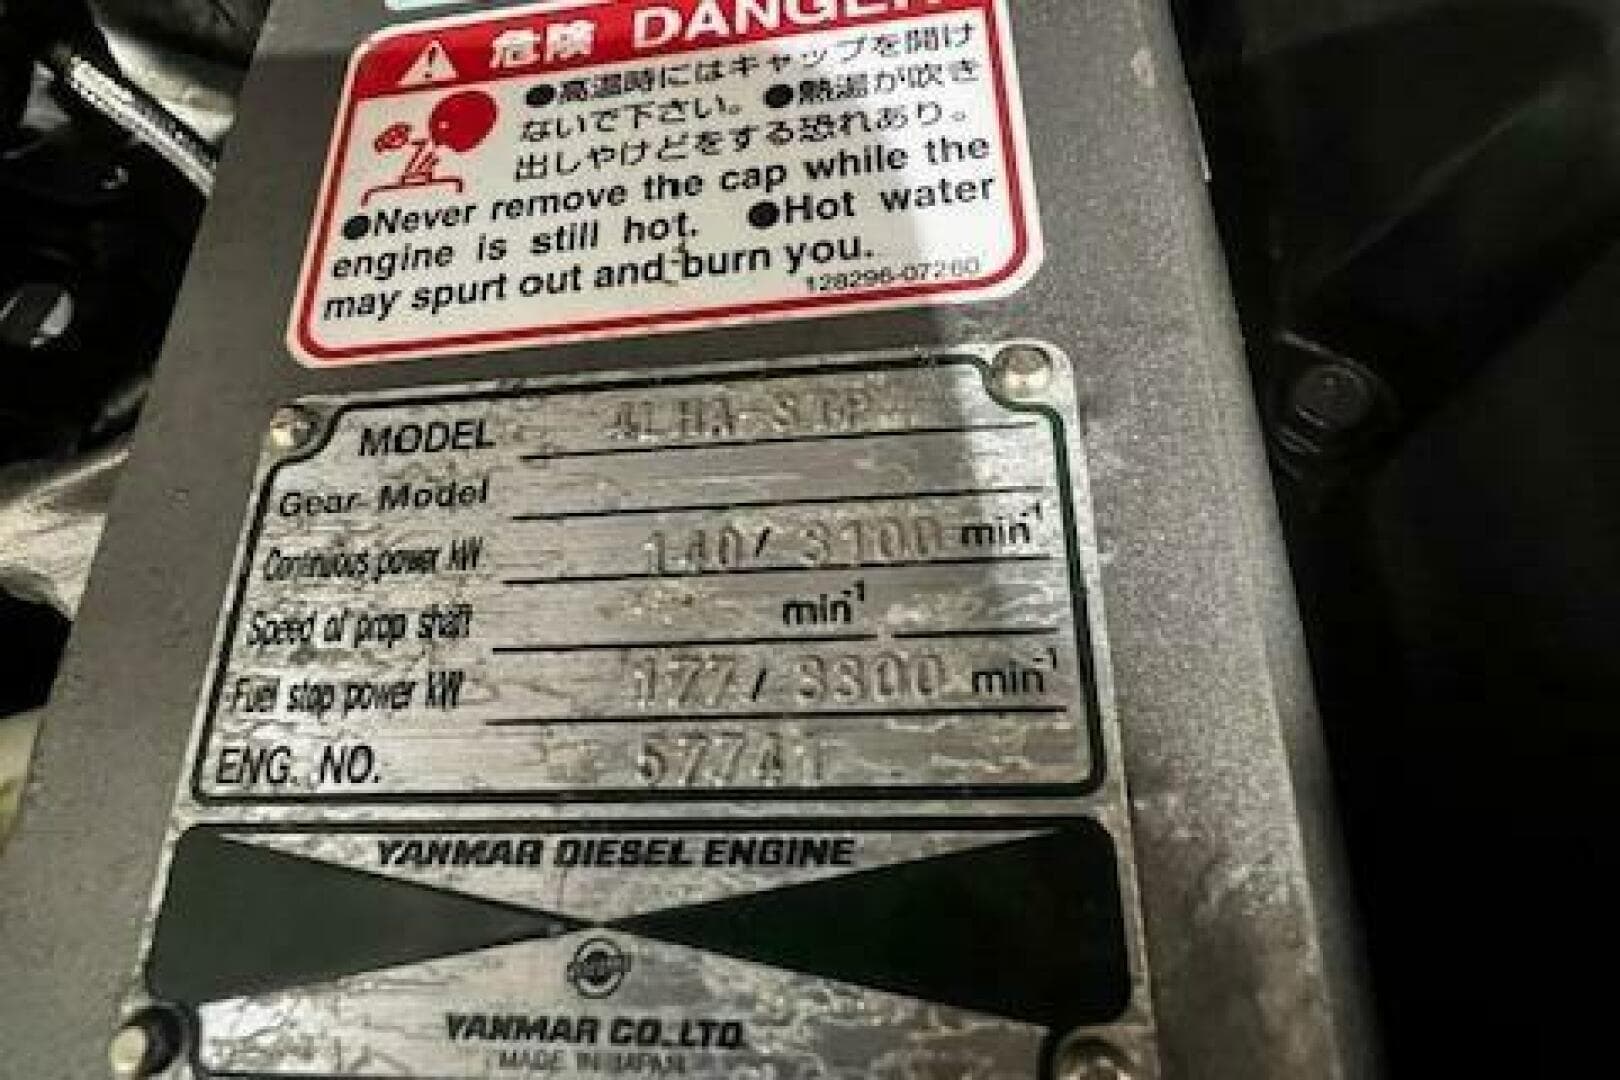 危険 DANGER
●高温時にはキャップを開け
ないで下さい。●熱湯が吹き
出しやけどをする恐れあり。
●Never remove the cap while the
engine is still hot. ●Hot water
may spurt out and burn you.
128296-07260
MODEL
Gear Model
Continuous power kW 140/ 3100 min-1
Speed of prop shaft min-1
Fuel stop power kW 177/ 3300 min-1
ENG. NO.
YANMAR DIESEL ENGINE
YANMAR CO.,LTD.
MADE IN JAPAN